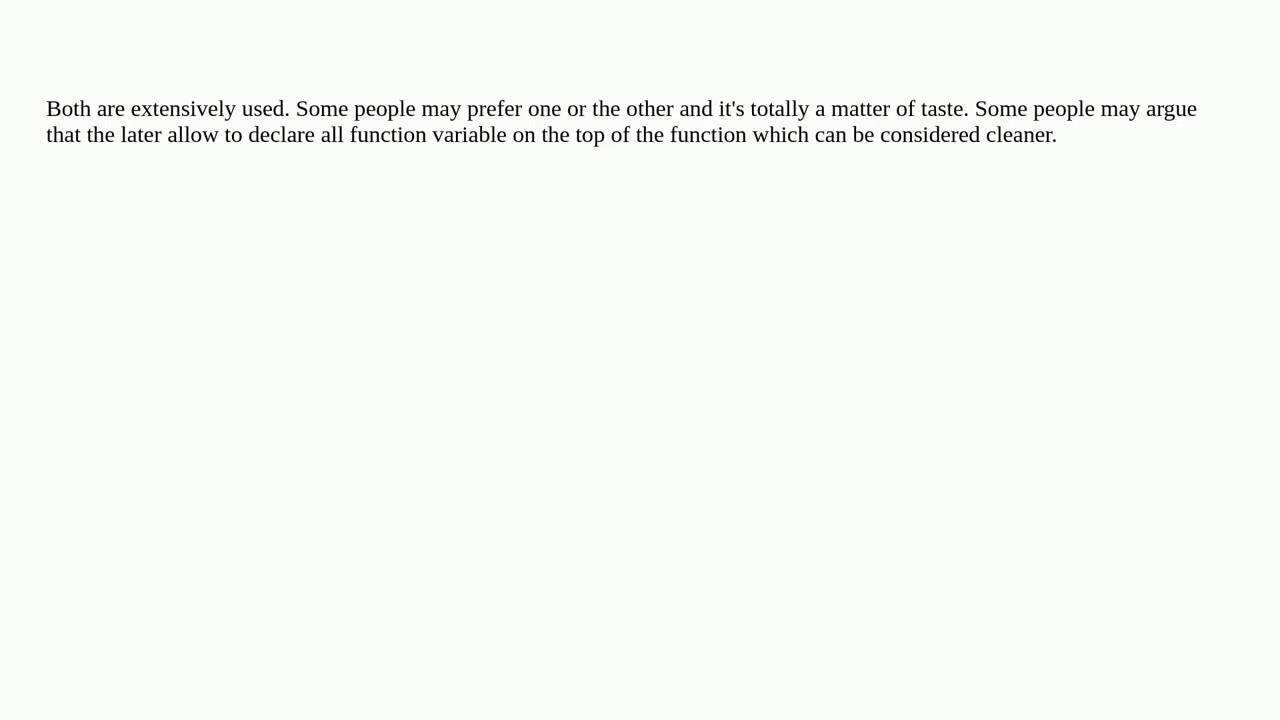 Both are extensively used. Some people may prefer one or the other and it's totally a matter of taste. Some people may argue
that the later allow to declare all function variable on the top of the function which can be considered cleaner.